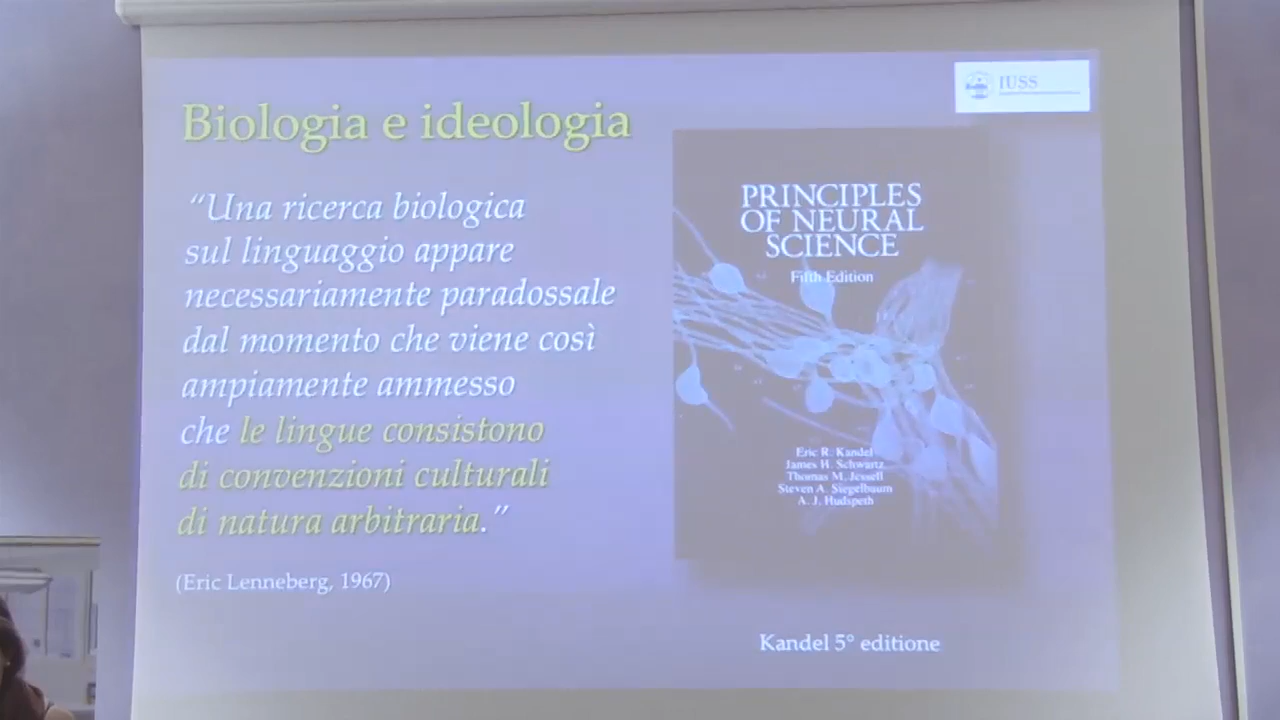 IUSS
Biologia e ideologia
“Una ricerca biologica
sul linguaggio appare
necessariamente paradossale
dal momento che viene così
ampiamente ammesso
che le lingue consistono
di convenzioni culturali
di natura arbitraria.”
(Eric Lenneberg, 1967)
PRINCIPLES
OF NEURAL
SCIENCE
Fifth Edition
Eric R. Kandel
James H. Schwartz
Thomas M. Jessell
Steven A. Siegelbaum
A. J. Hudspeth
Kandel 5° editione